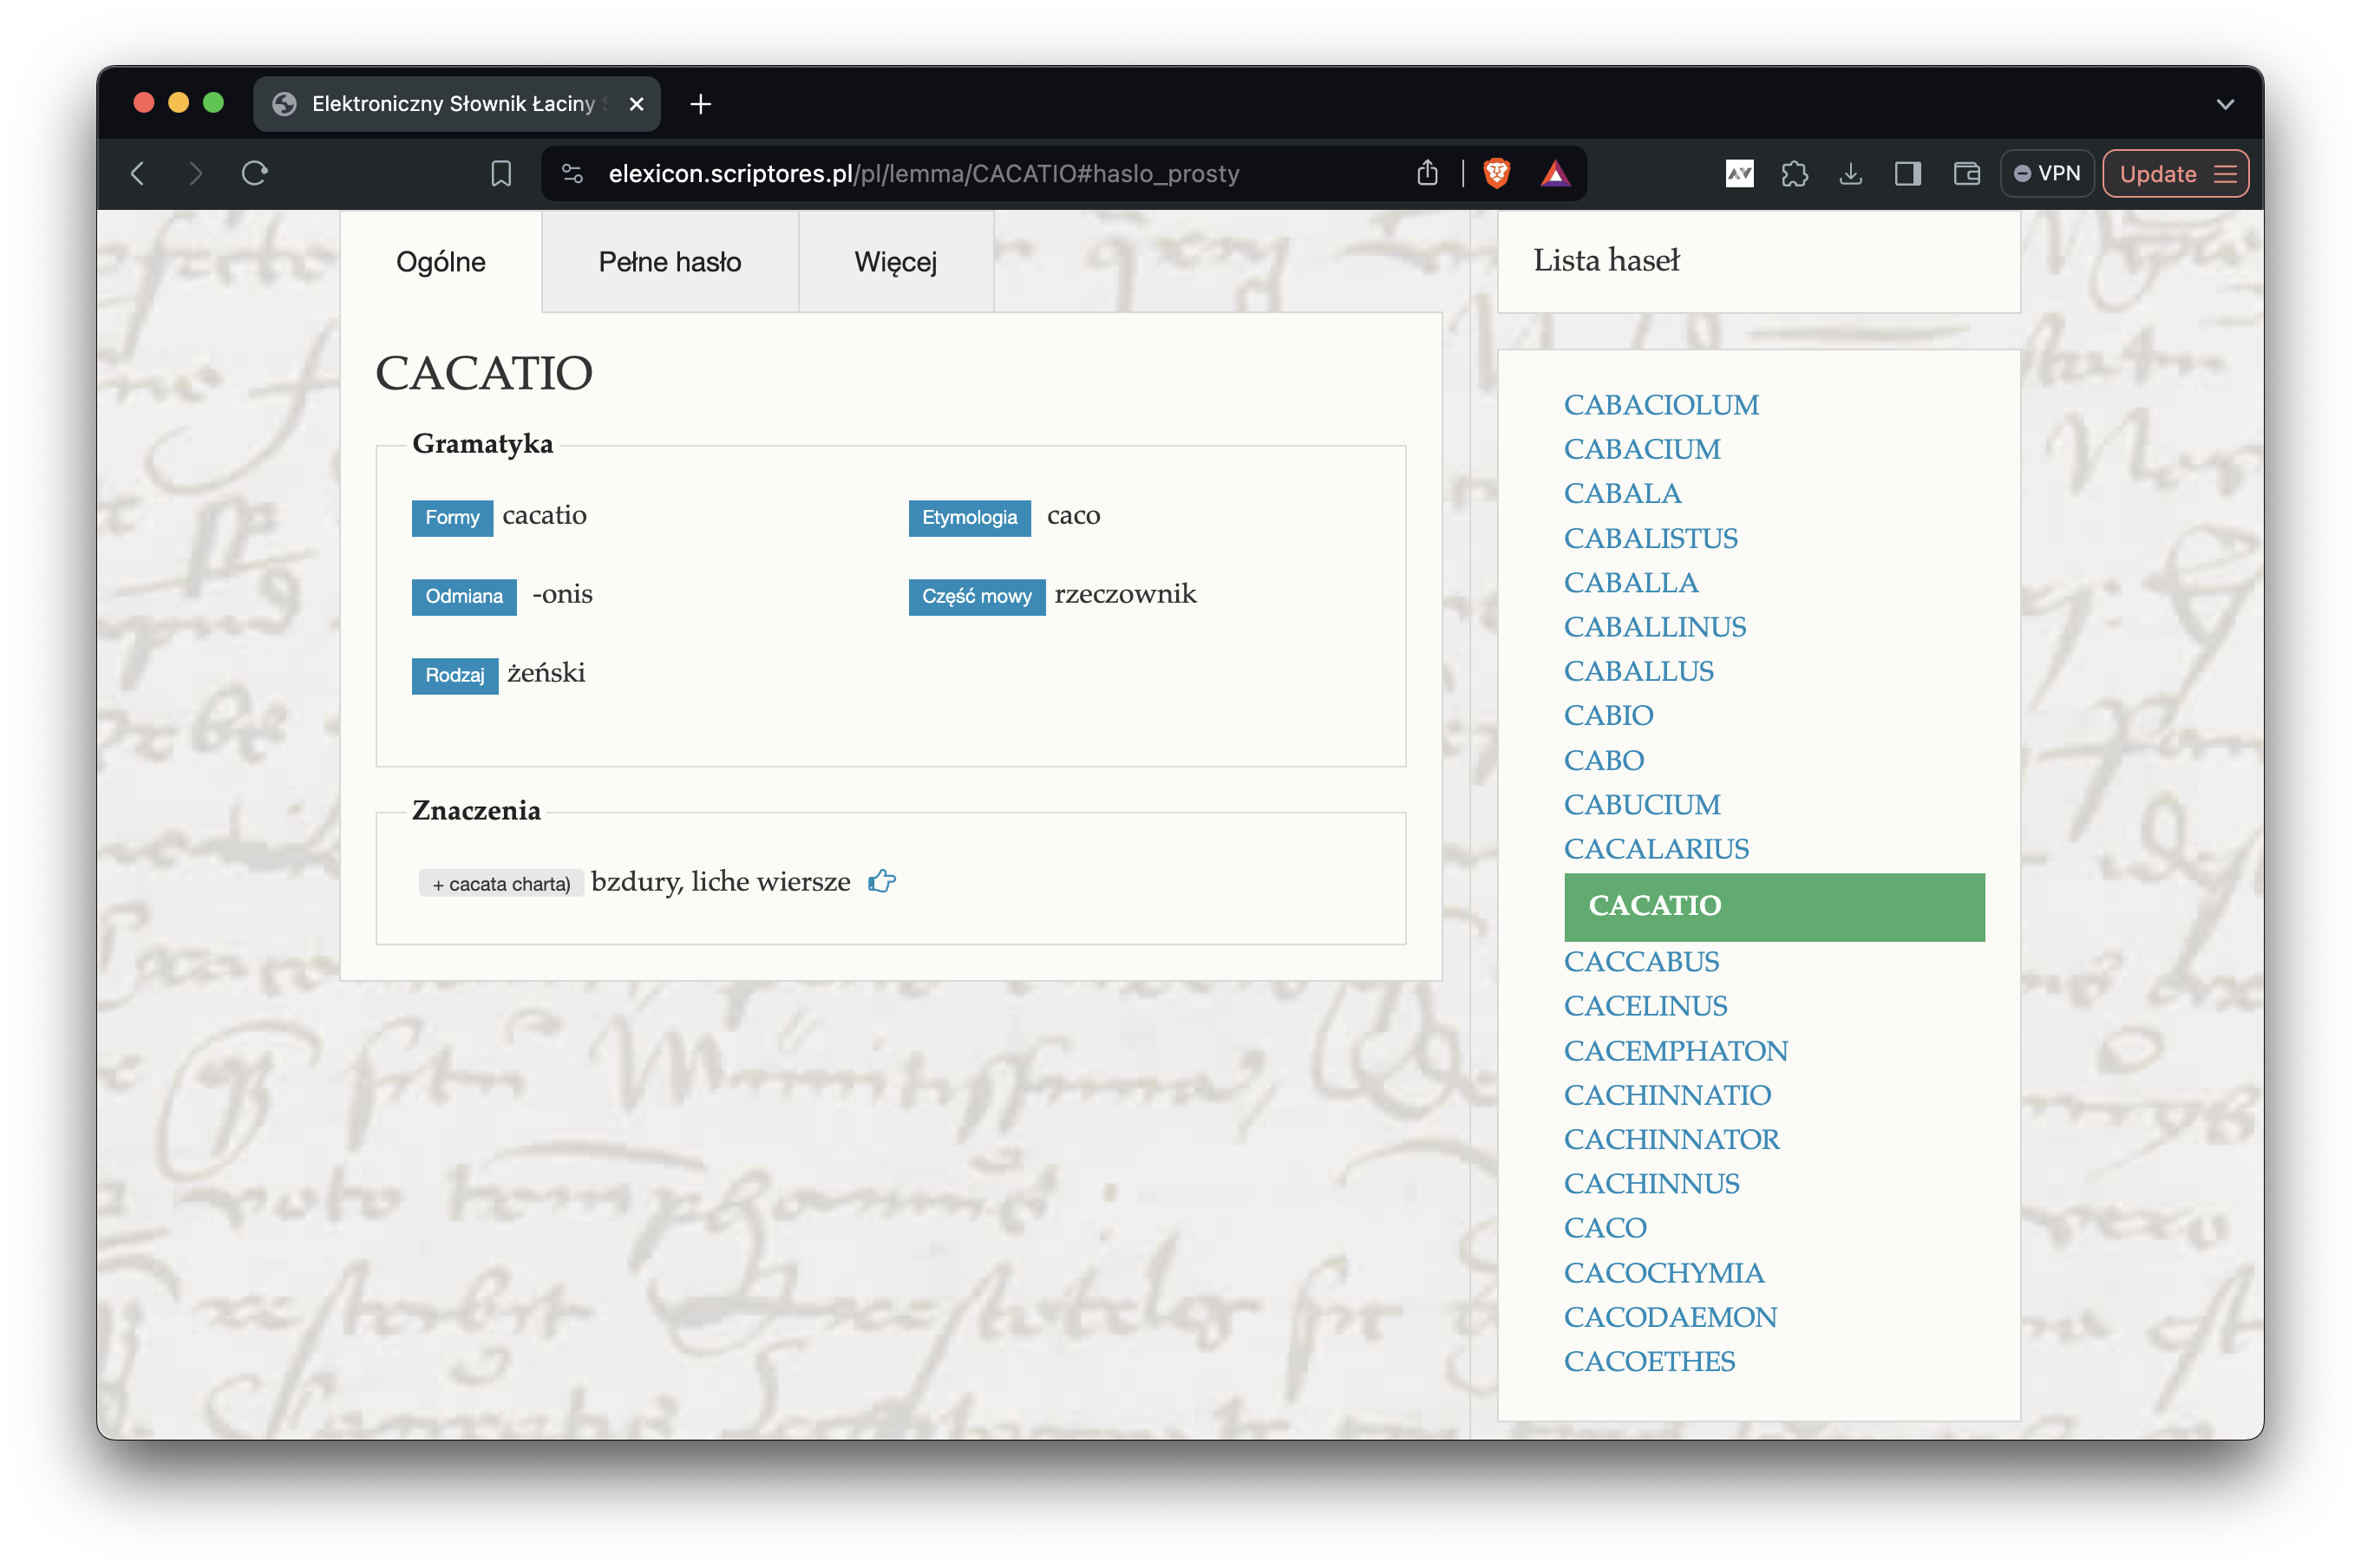 Elektroniczny Słownik Łaciny
elexicon.scriptores.pl/pl/lemma/CACATIO#haslo_prosty
VPN
Update
Ogólne
Pełne hasło
Więcej
CACATIO
Gramatyka
Formy cacatio
Etymologia caco
Odmiana -onis
Część mowy rzeczownik
Rodzaj żeński
Znaczenia
+ cacata charta) bzdury, liche wiersze
Lista haseł
CABACIOLUM
CABACIUM
CABALA
CABALISTUS
CABALLA
CABALLINUS
CABALLUS
CABIO
CABO
CABUCIUM
CACALARIUS
CACATIO
CACCABUS
CACELINUS
CACEMPHATON
CACHINNATIO
CACHINNATOR
CACHINNUS
CACO
CACOCHYMIA
CACODAEMON
CACOETHES